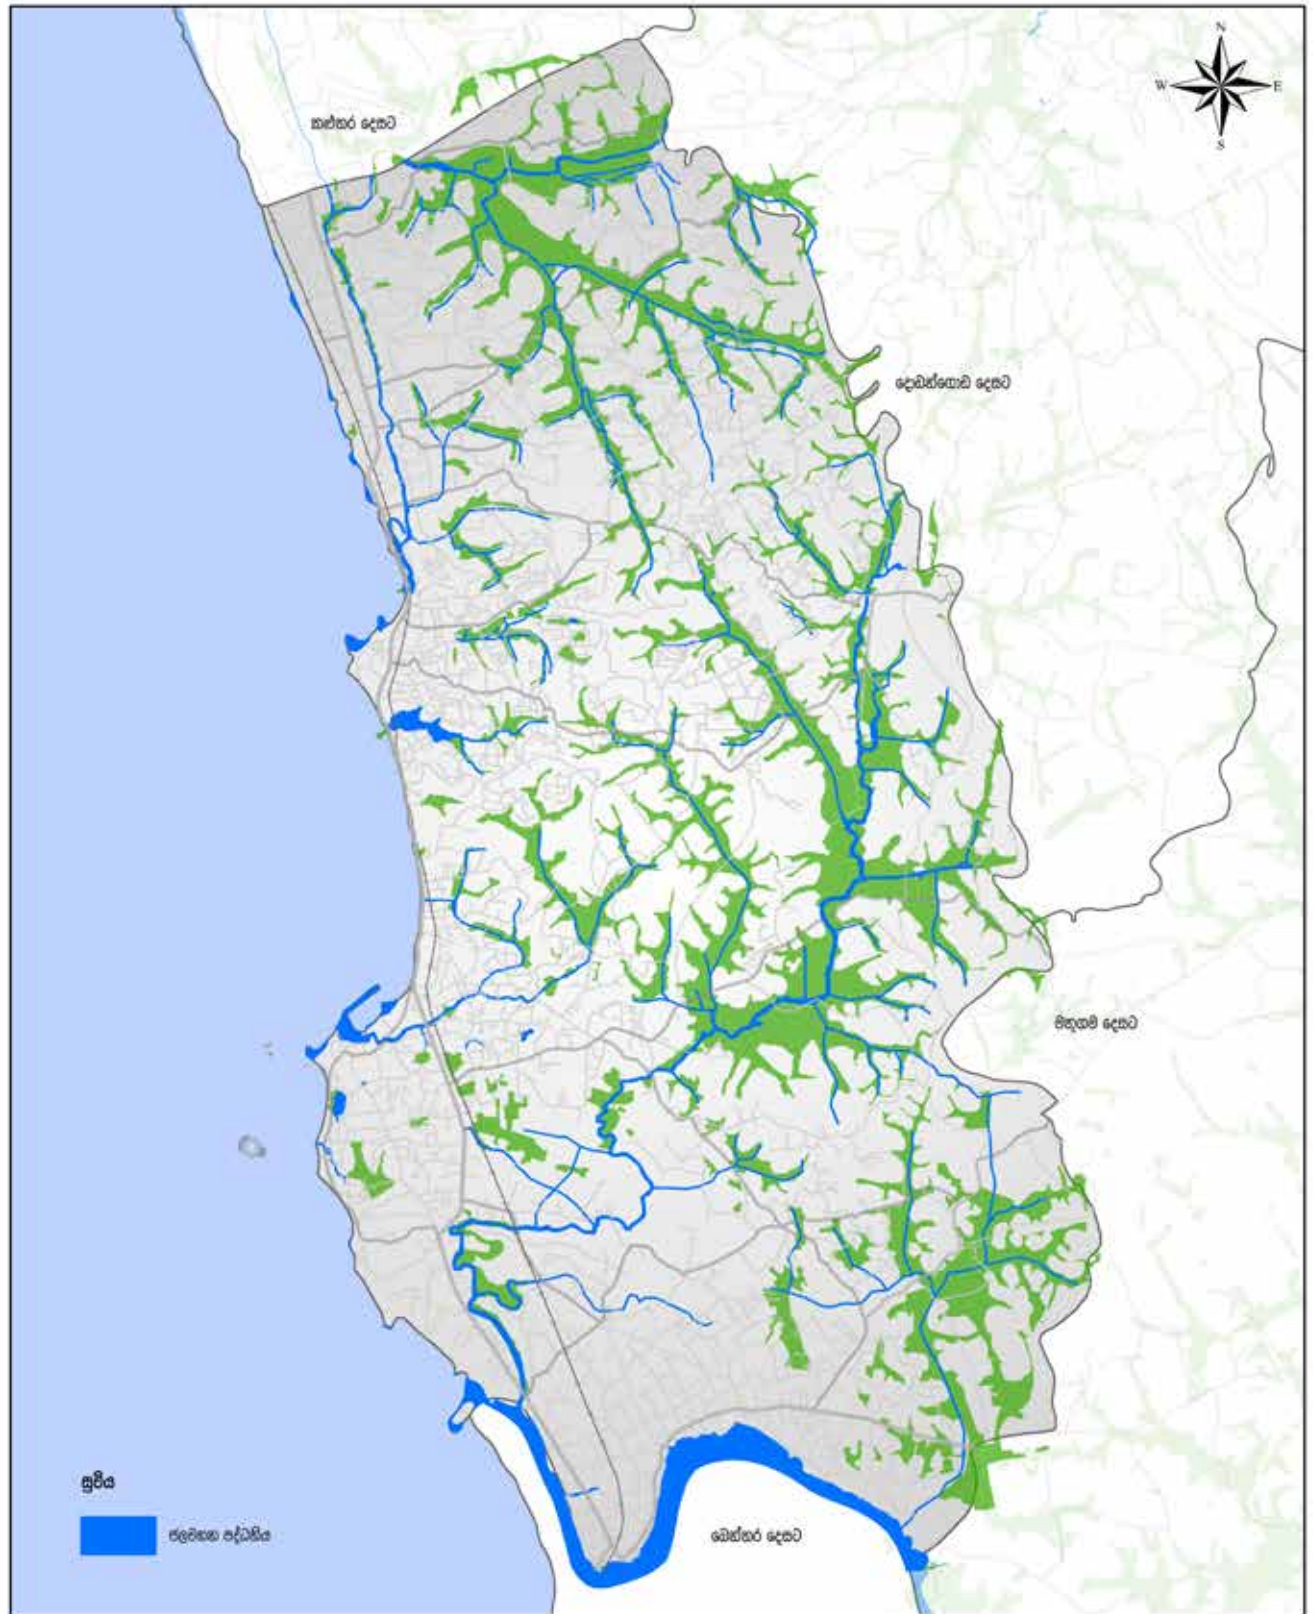 N
W
E
S
කළුතර දෙසට
දොඩන්ගොඩ දෙසට
මතුගම දෙසට
සූචිය
ජලවහන පද්ධතිය
බෙන්තර දෙසට